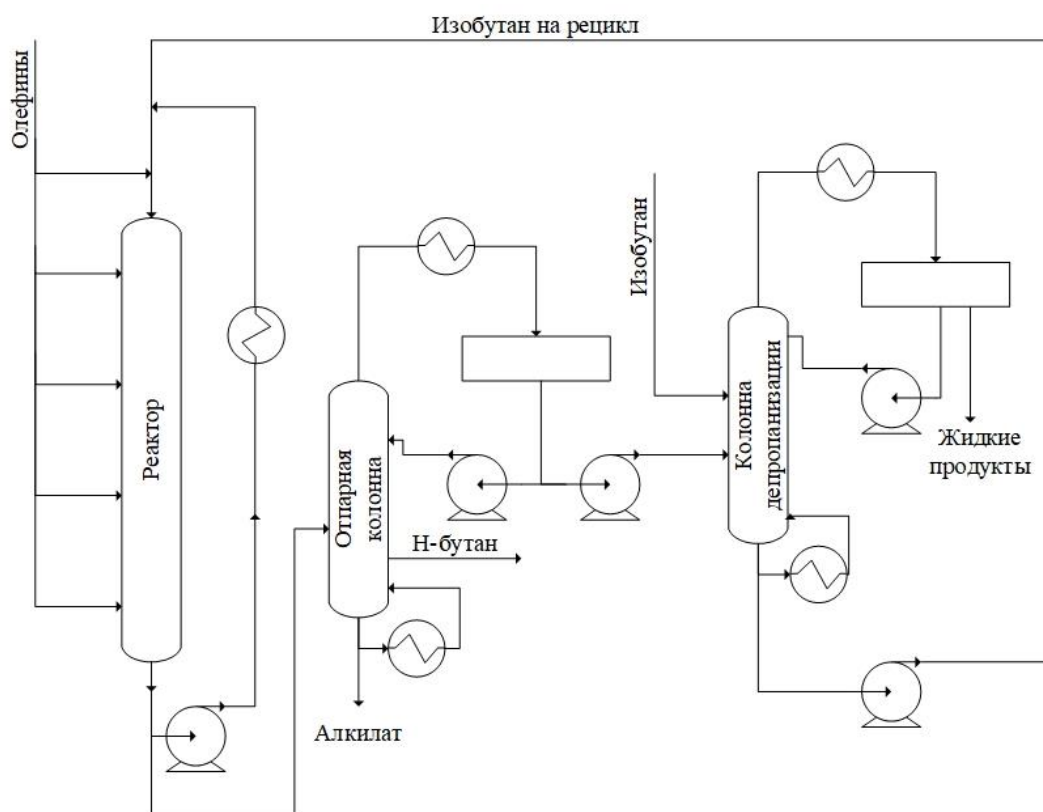 Изобутан на рецикл
Олефины
Реактор
Отпарная
колонна
Н-бутан
Алкилат
Изобутан
Колонна
депропанизации
Жидкие
продукты